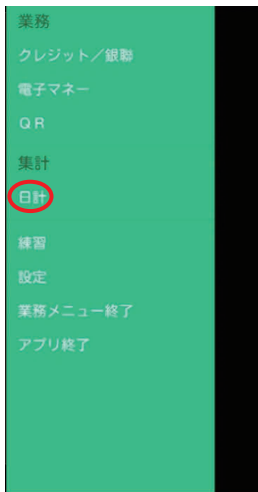 業務
クレジット／銀聯
電子マネー
ＱＲ
集計
日計
練習
設定
業務メニュー終了
アプリ終了